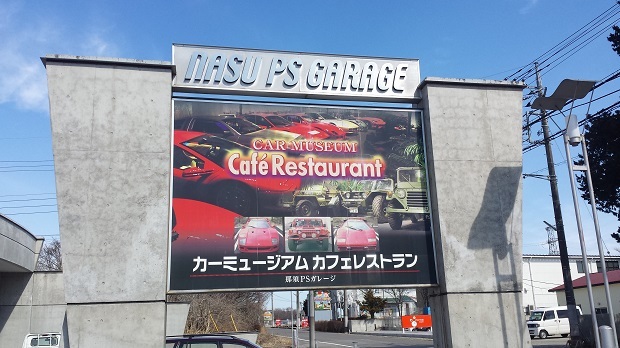 NASU PS GARAGE
CAR MUSEUM
Café Restaurant
カーミュージアム カフェレストラン
那須PSガレージ